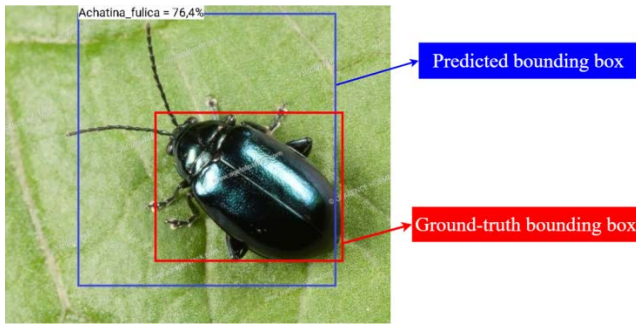 Achatina_fulica = 76,4%
Predicted bounding box
Ground-truth bounding box